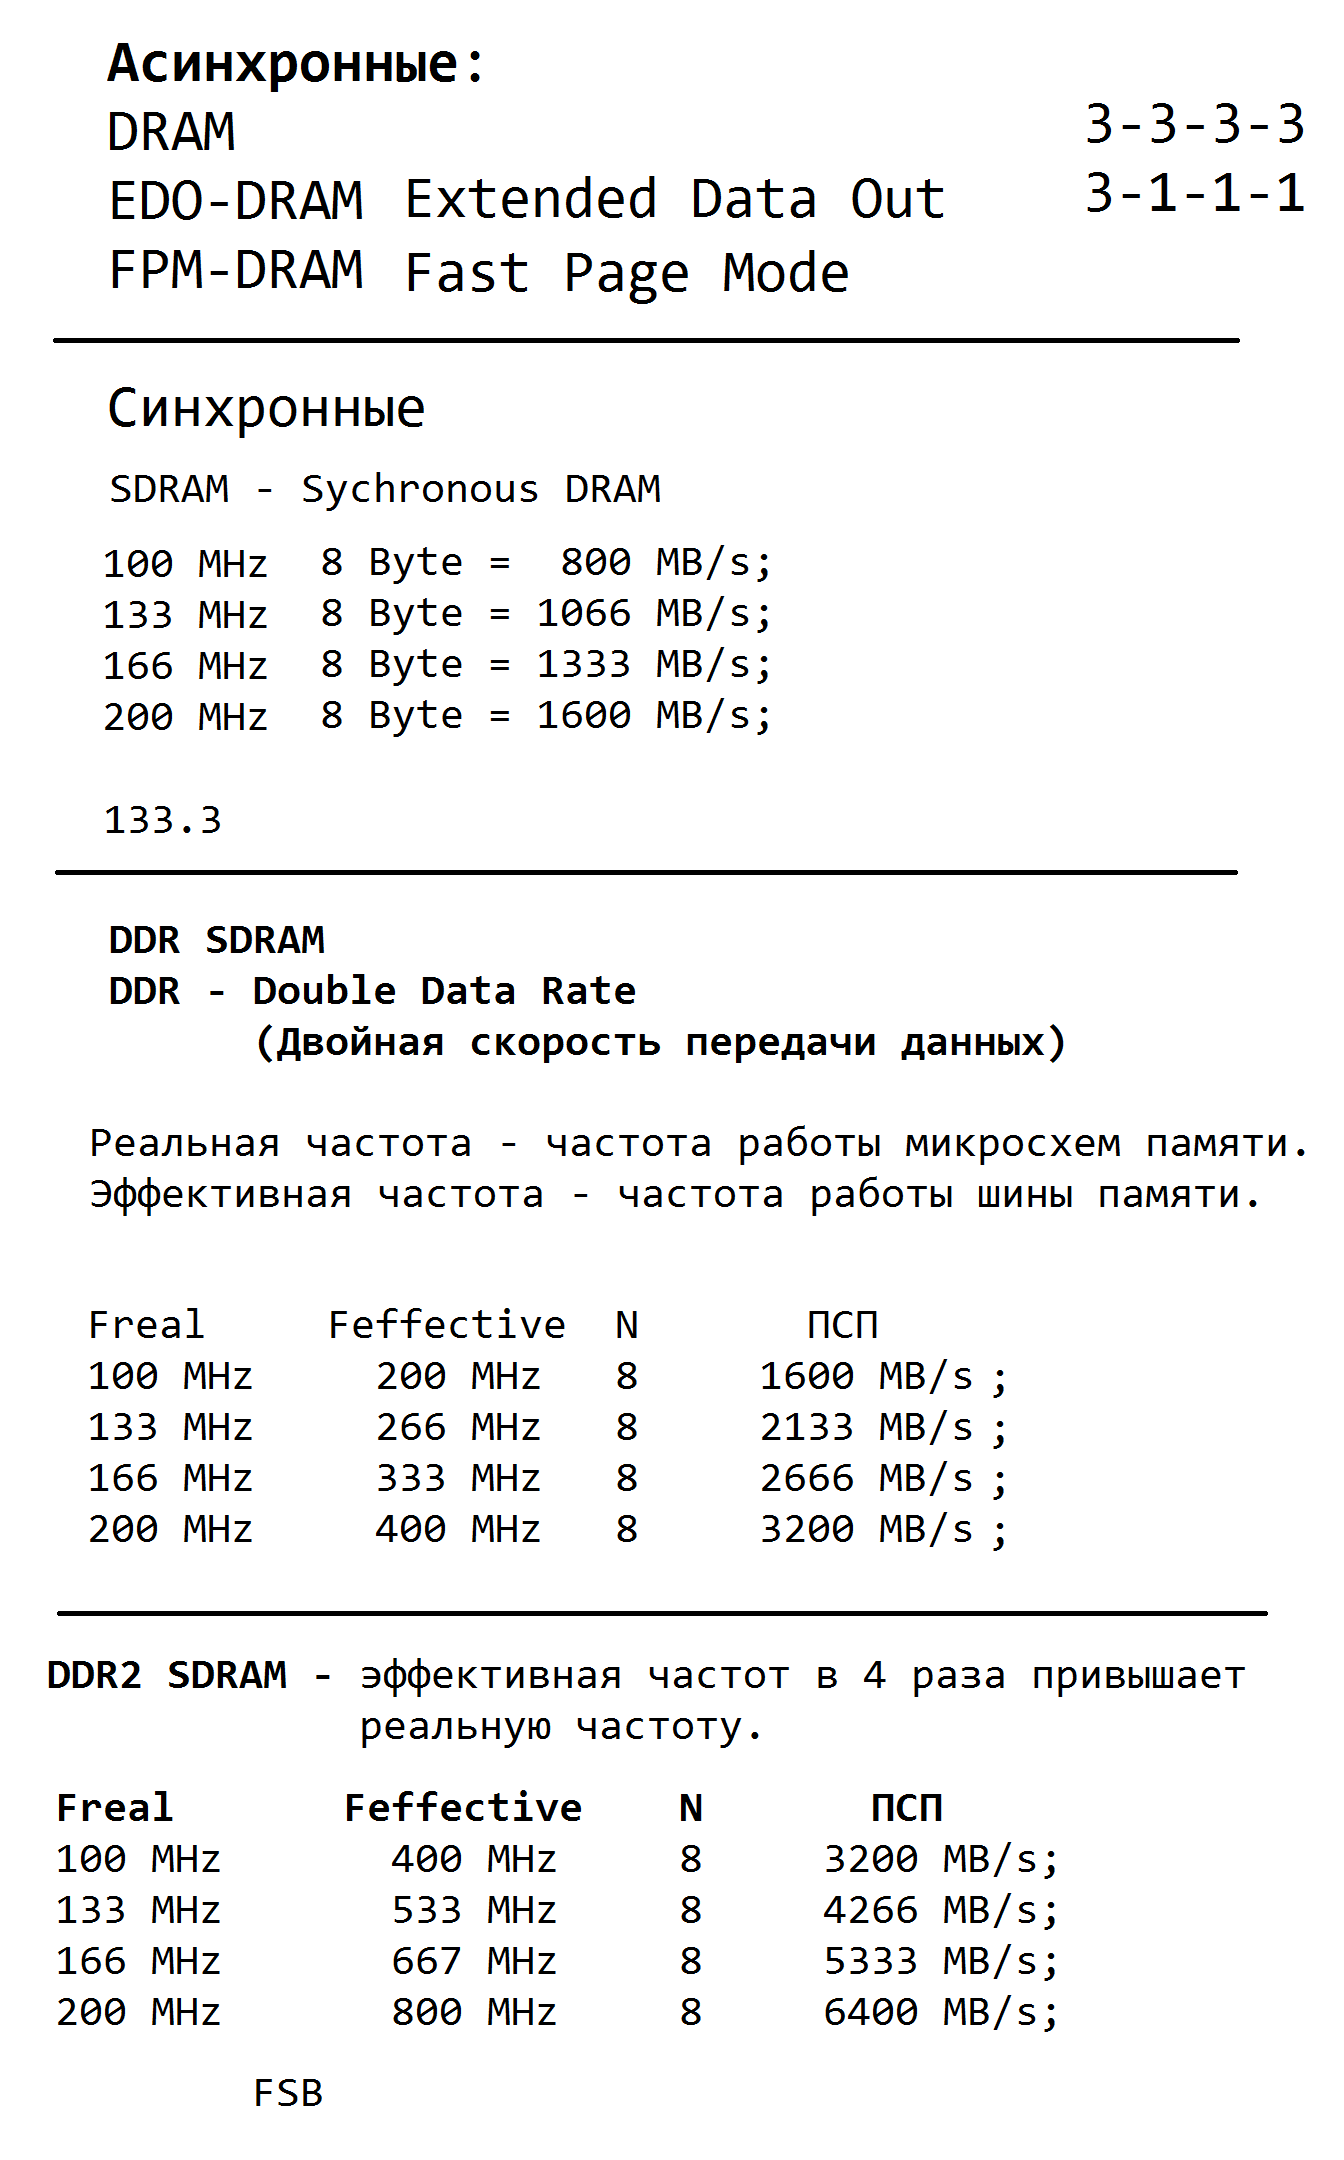 Асинхронные:
DRAM 3-3-3-3
EDO-DRAM Extended Data Out 3-1-1-1
FPM-DRAM Fast Page Mode
Синхронные
SDRAM - Sychronous DRAM
100 MHz 8 Byte = 800 MB/s;
133 MHz 8 Byte = 1066 MB/s;
166 MHz 8 Byte = 1333 MB/s;
200 MHz 8 Byte = 1600 MB/s;
133.3
DDR SDRAM
DDR - Double Data Rate
(Двойная скорость передачи данных)
Реальная частота - частота работы микросхем памяти.
Эффективная частота - частота работы шины памяти.
Freal Feffective N ПСП
100 MHz 200 MHz 8 1600 MB/s ;
133 MHz 266 MHz 8 2133 MB/s ;
166 MHz 333 MHz 8 2666 MB/s ;
200 MHz 400 MHz 8 3200 MB/s ;
DDR2 SDRAM - эффективная частот в 4 раза привышает
реальную частоту.
Freal Feffective N ПСП
100 MHz 400 MHz 8 3200 MB/s;
133 MHz 533 MHz 8 4266 MB/s;
166 MHz 667 MHz 8 5333 MB/s;
200 MHz 800 MHz 8 6400 MB/s;
FSB